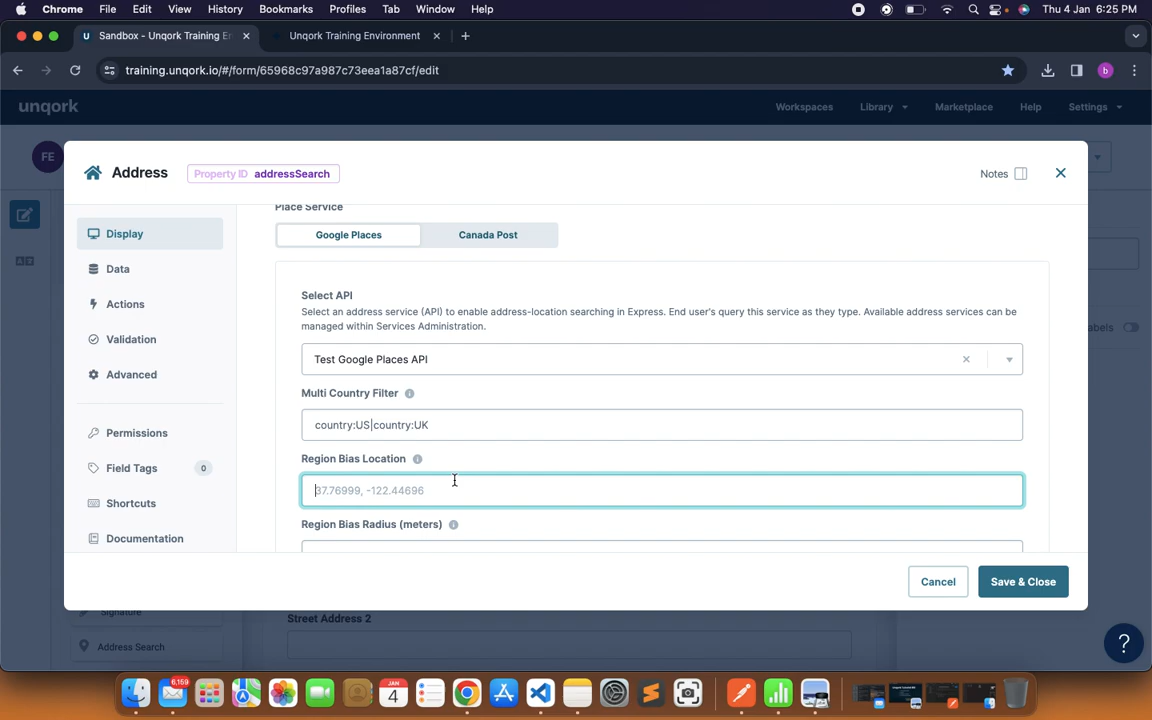 Chrome File Edit View History Bookmarks Profiles Tab Window Help Thu 4 Jan 6:25 PM
U Sandbox - Unqork Training Er Unqork Training Environment
training.unqork.io/#/form/65968c97a987c73eea1a87cf/edit b
unqork Workspaces Library Marketplace Help Settings
FE Address Property ID addressSearch Notes
Place Service
Display Google Places Canada Post
Data
Select API
Actions Select an address service (API) to enable address-location searching in Express. End user's query this service as they type. Available address services can be
managed within Services Administration.
Validation abels
Test Google Places API
Advanced
Multi Country Filter
country:US|country:UK
Permissions
Region Bias Location
Field Tags 0
37.76999, -122.44696
Shortcuts
Region Bias Radius (meters)
Documentation
Cancel Save & Close
Signature Street Address 2
Address Search ?
6,159 JAN 4